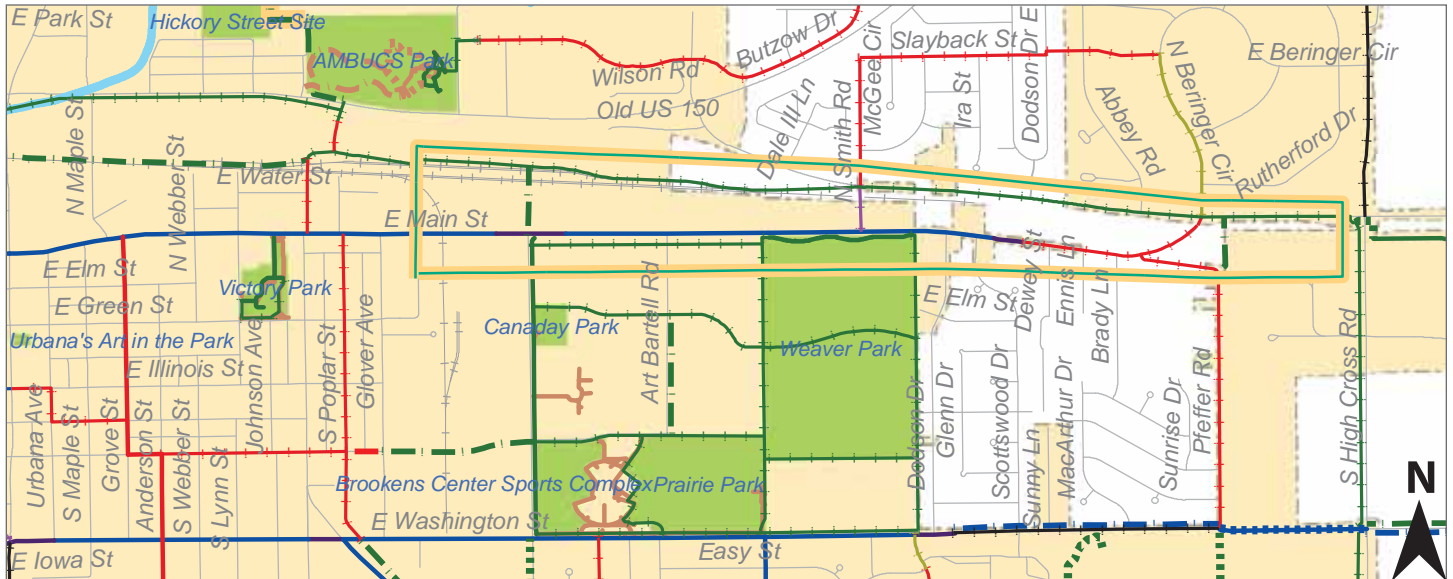 E Park St
Hickory Street Site
AMBUCS Park
Butzow Dr
Wilson Rd
Old US 150
Dale III Ln
N Smith Rd
McGee Cir
Slayback St
Ira St
Dodson Dr E
N Beringer Cir
E Beringer Cir
Abbey Rd
Rutherford Dr
N Maple St
N Webber St
E Water St
E Main St
E Elm St
E Green St
Victory Park
Urbana's Art in the Park
E Illinois St
Urbana Ave
S Maple St
Grove St
Anderson St
S Webber St
S Lynn St
Johnson Ave
S Poplar St
Glover Ave
Canaday Park
Art Bartell Rd
Weaver Park
E Elm St
Dewey St
Ennis Ln
Brady Ln
Dodson Dr
Glenn Dr
Scottswood Dr
Sunny Ln
MacArthur Dr
Sunrise Dr
Pfeffer Rd
S High Cross Rd
Brookens Center Sports Complex
Prairie Park
E Washington St
Easy St
E Iowa St
N